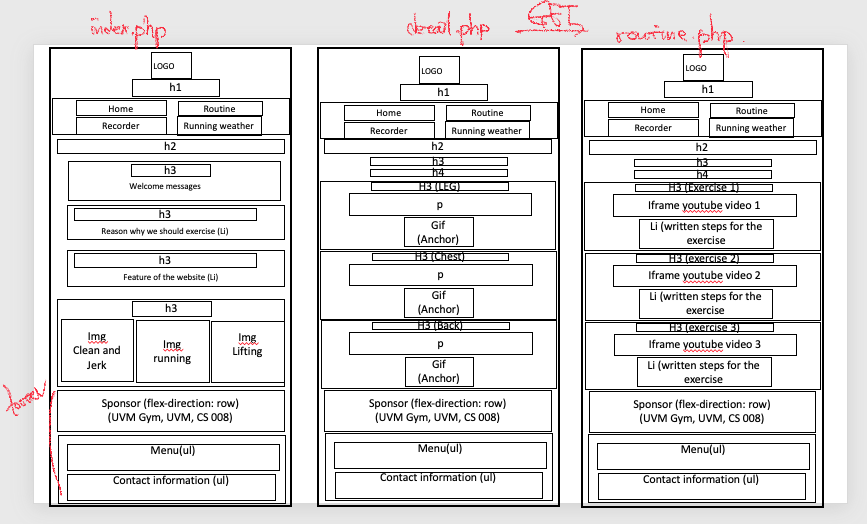 index.php
detail.php
routine.php
LOGO
h1
Home
Routine
Recorder
Running weather
h2
h3
Welcome messages
h3
Reason why we should exercise (Li)
h3
Feature of the website (Li)
h3
Img
Clean and
Jerk
Img
running
Img
Lifting
Sponsor (flex-direction: row)
(UVM Gym, UVM, CS 008)
Menu(ul)
Contact information (ul)
LOGO
h1
Home
Routine
Recorder
Running weather
h2
h3
h4
H3 (LEG)
p
Gif
(Anchor)
H3 (Chest)
p
Gif
(Anchor)
H3 (Back)
p
Gif
(Anchor)
Sponsor (flex-direction: row)
(UVM Gym, UVM, CS 008)
Menu(ul)
Contact information (ul)
LOGO
h1
Home
Routine
Recorder
Running weather
h2
h3
h4
H3 (Exercise 1)
Iframe youtube video 1
Li (written steps for the
exercise
H3 (exercise 2)
Iframe youtube video 2
Li (written steps for the
exercise
H3 (exercise 3)
Iframe youtube video 3
Li (written steps for the
exercise
Sponsor (flex-direction: row)
(UVM Gym, UVM, CS 008)
Menu(ul)
Contact information (ul)